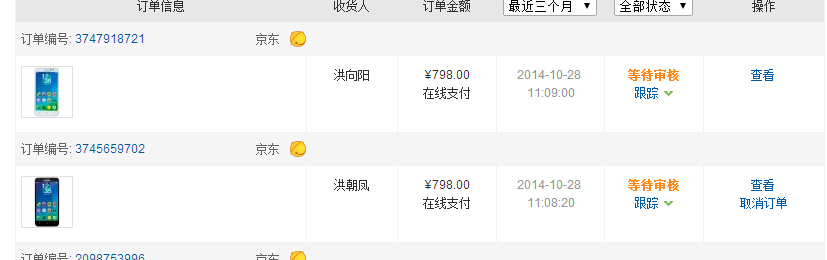 订单信息 收货人 订单金额 最近三个月 全部状态 操作
订单编号: 3747918721 京东
洪向阳 ¥798.00 2014-10-28 等待审核 查看
在线支付 11:09:00 跟踪
订单编号: 3745659702 京东
洪朝凤 ¥798.00 2014-10-28 等待审核 查看
在线支付 11:08:20 跟踪 取消订单
订单编号: 2098753996 京东